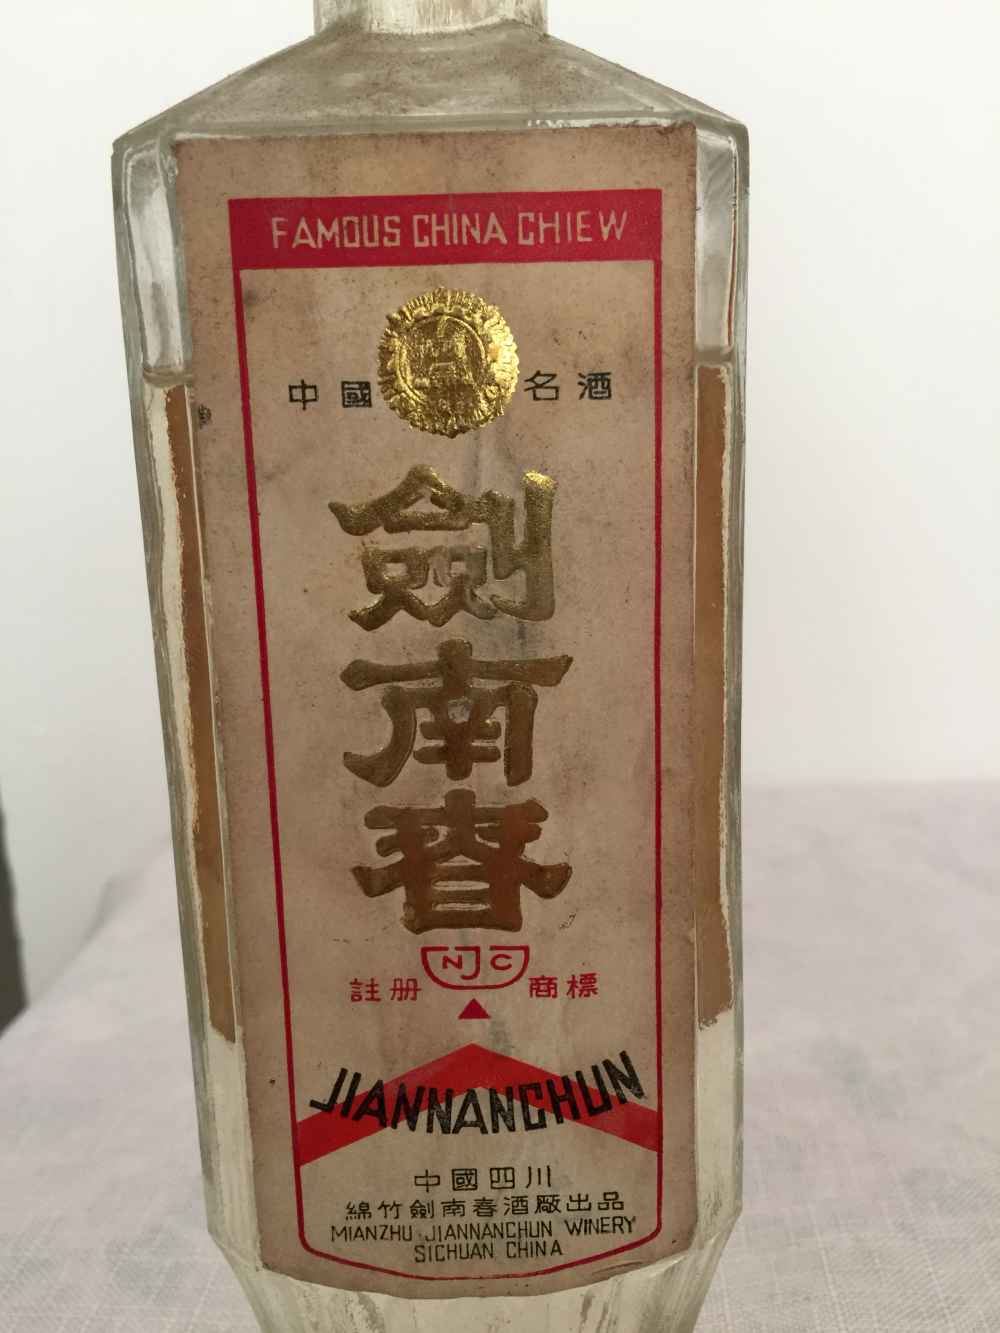 FAMOUS CHINA CHIEW
中國 名酒
劍南春
NJC
註册 商標
JIANNANCHUN
中國四川
綿竹劍南春酒厰出品
MIANZHU JIANNANCHUN WINERY
SICHUAN CHINA